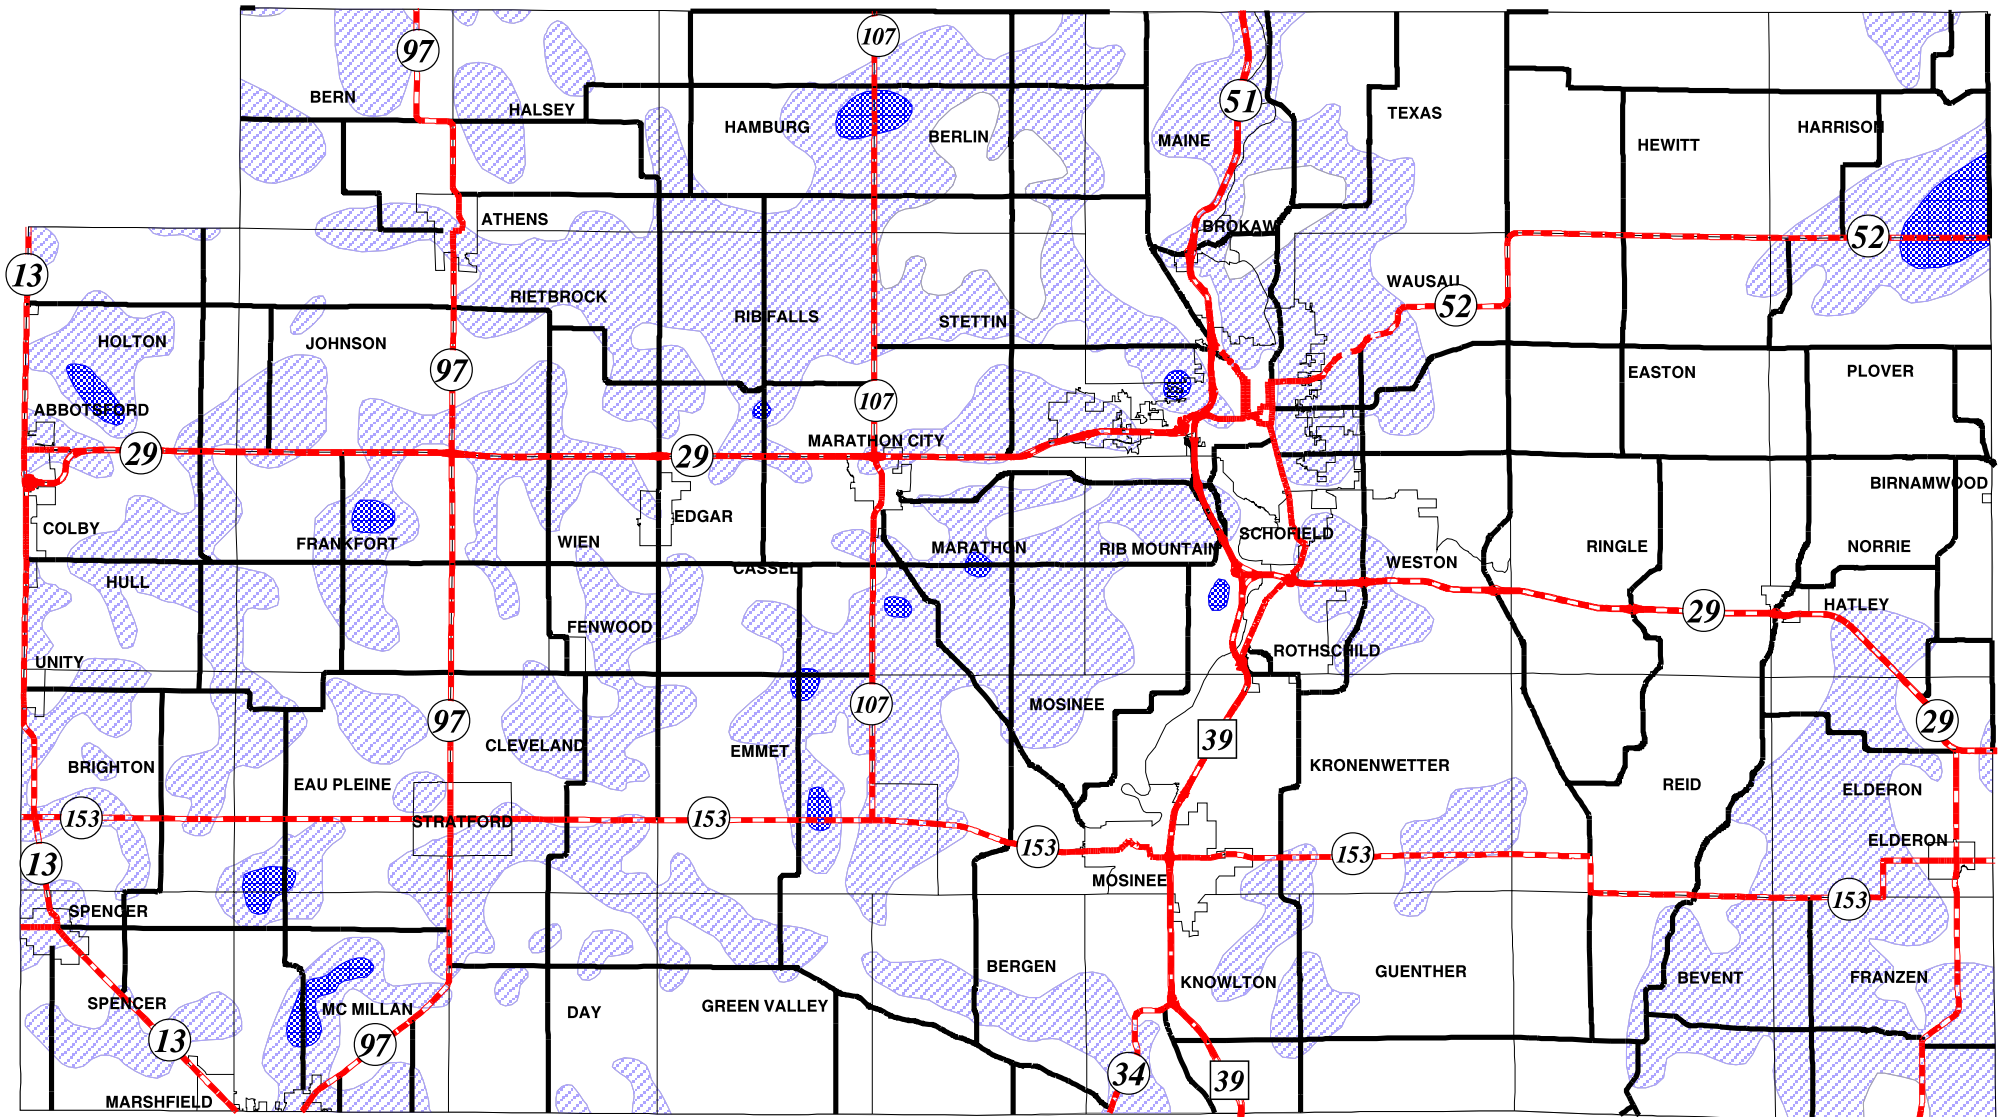 107
97
51
BERN
HALSEY
HAMBURG
BERLIN
MAINE
TEXAS
HEWITT
HARRISON
ATHENS
BROKAW
52
13
RIETBROCK
RIB FALLS
STETTIN
WAUSAU
52
HOLTON
JOHNSON
97
EASTON
PLOVER
ABBOTSFORD
107
MARATHON CITY
29
29
BIRNAMWOOD
COLBY
FRANKFORT
WIEN
EDGAR
MARATHON
RIB MOUNTAIN
SCHOFIELD
WESTON
RINGLE
NORRIE
HULL
CASSEL
29
HATLEY
UNITY
FENWOOD
ROTHSCHILD
97
107
MOSINEE
39
29
BRIGHTON
EAU PLEINE
CLEVELAND
EMMET
KRONENWETTER
REID
ELDERON
153
STRATFORD
153
153
153
ELDERON
13
MOSINEE
153
SPENCER
BERGEN
KNOWLTON
GUENTHER
BEVENT
FRANZEN
SPENCER
MC MILLAN
DAY
GREEN VALLEY
13
97
34
39
MARSHFIELD